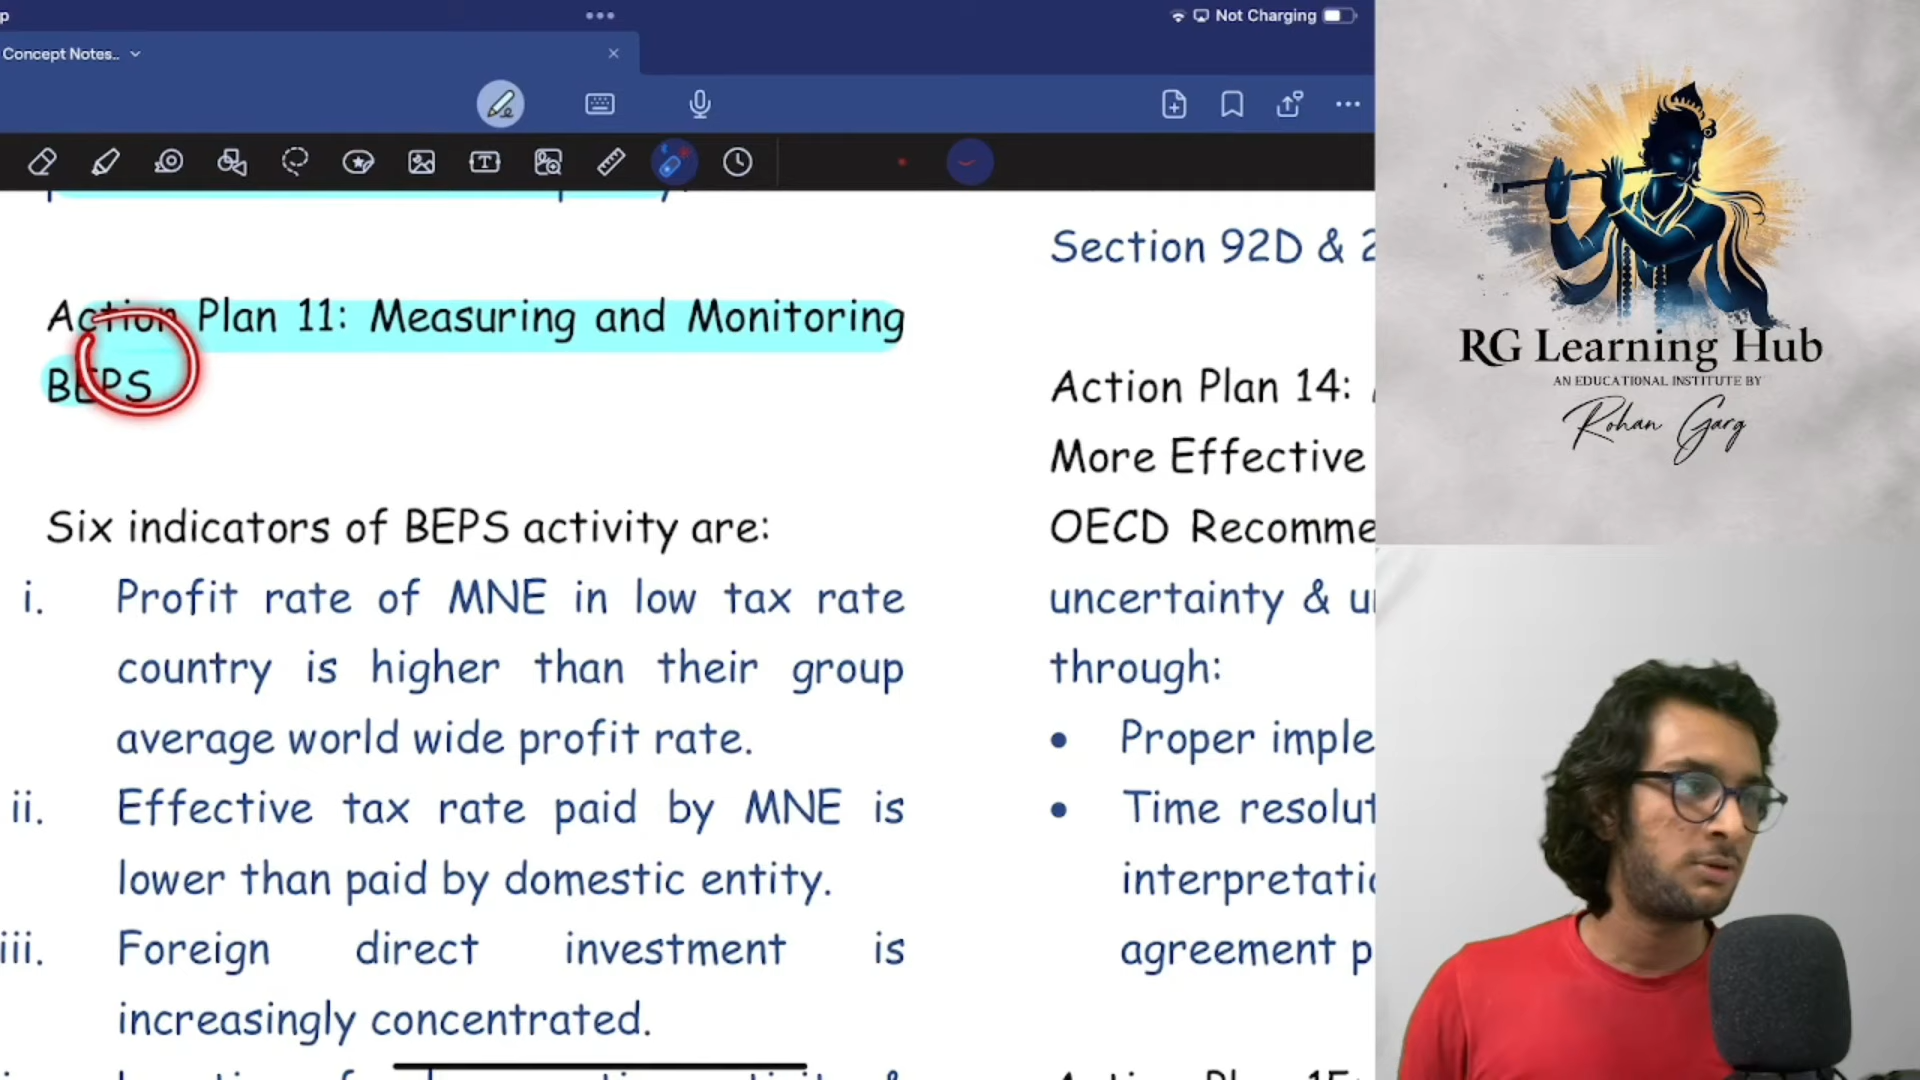 Not Charging
Concept Notes..
Action Plan 11: Measuring and Monitoring
BEPS
Six indicators of BEPS activity are:
i. Profit rate of MNE in low tax rate
country is higher than their group
average world wide profit rate.
ii. Effective tax rate paid by MNE is
lower than paid by domestic entity.
iii. Foreign direct investment is
increasingly concentrated.
Section 92D &
Action Plan 14:
More Effective
OECD Recomme
uncertainty &
through:
• Proper imple
• Time resolut
interpretatio
agreement p
Action Plan 15:
RG Learning Hub
AN EDUCATIONAL INSTITUTE BY
Rohan Garg